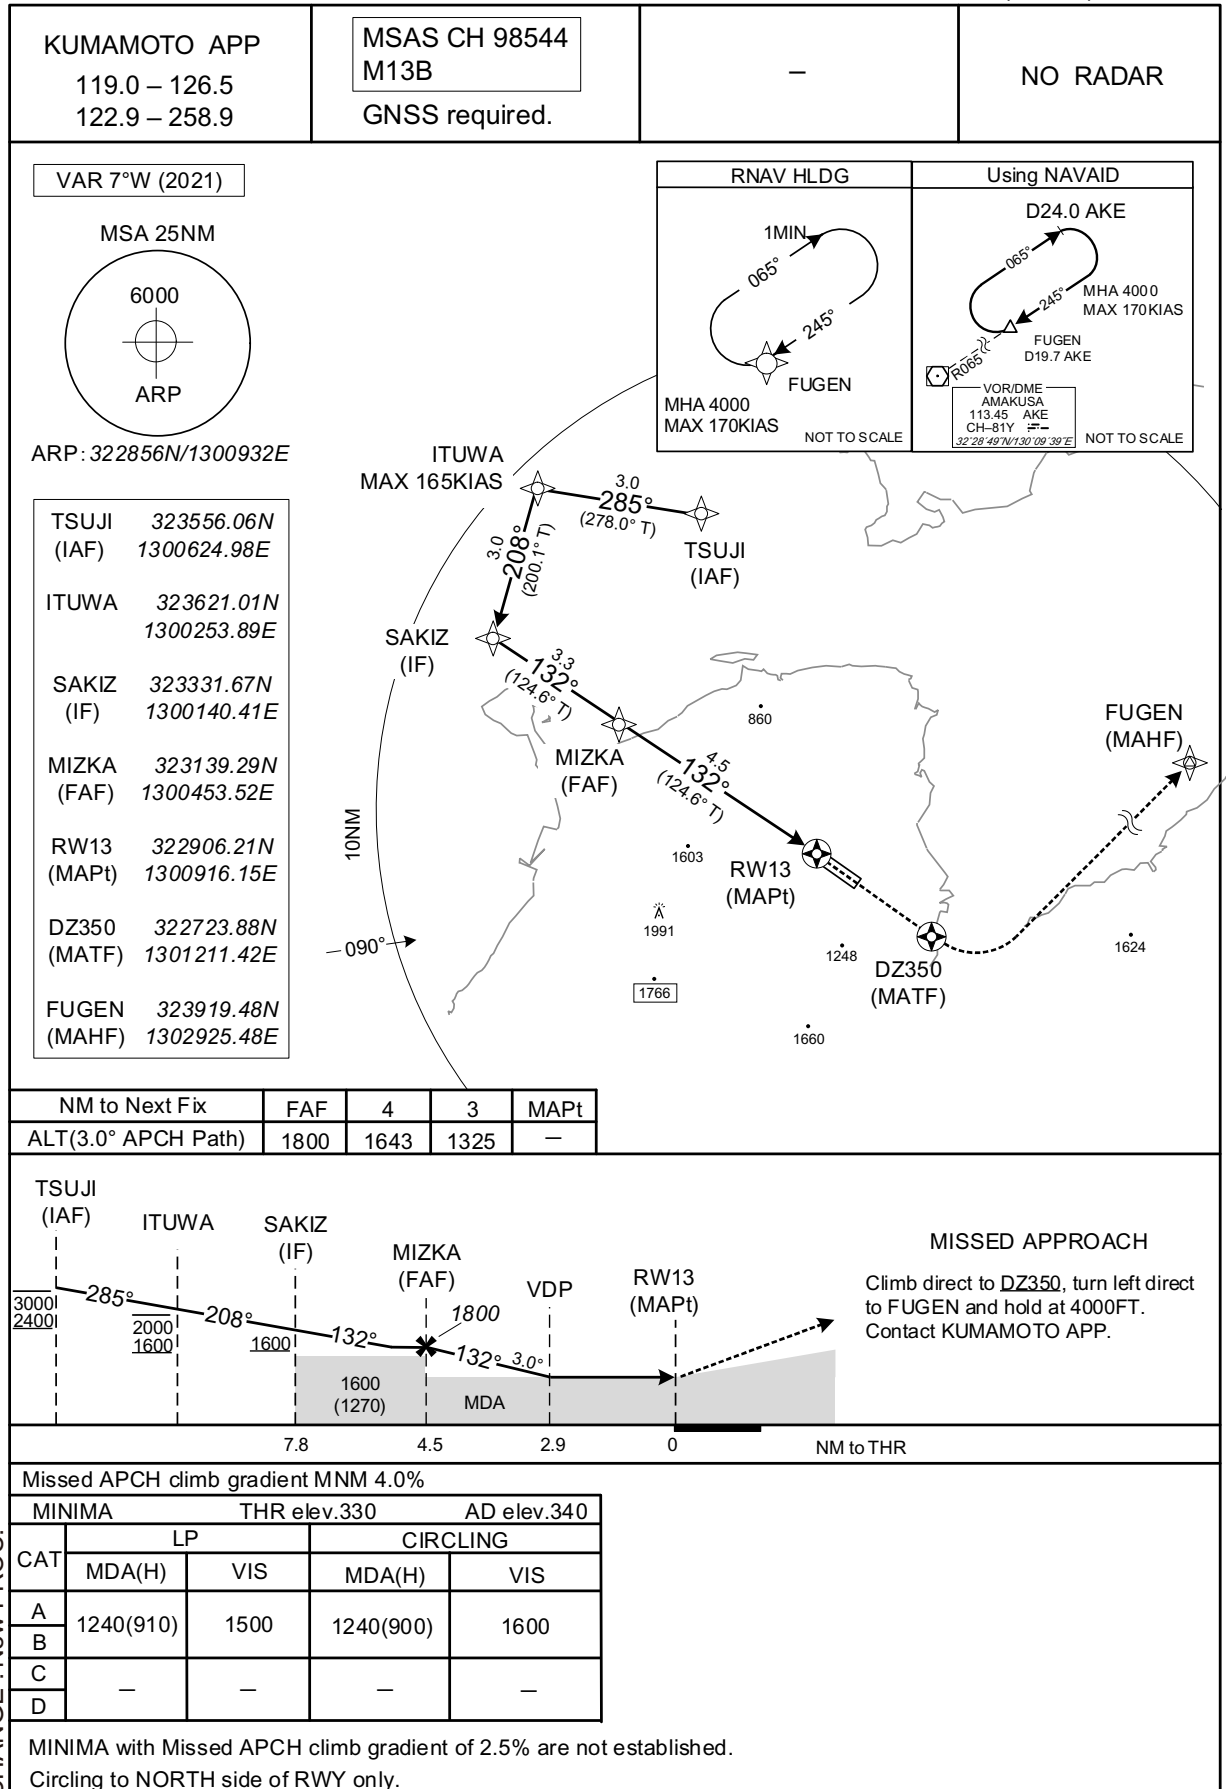 KUMAMOTO APP
119.0 – 126.5
122.9 – 258.9
MSAS CH 98544
M13B
GNSS required.
–
NO RADAR
VAR 7°W (2021)
MSA 25NM
6000
ARP
ARP: 322856N/1300932E
RNAV HLDG
1MIN
065°
245°
FUGEN
MHA 4000
MAX 170KIAS
NOT TO SCALE
Using NAVAID
D24.0 AKE
065°
245°
MHA 4000
MAX 170KIAS
FUGEN
D19.7 AKE
R065
VOR/DME
AMAKUSA
113.45 AKE
CH–81Y
32°28'49"N/130°09'39"E
NOT TO SCALE
TSUJI 323556.06N
(IAF) 1300624.98E
ITUWA 323621.01N
1300253.89E
SAKIZ 323331.67N
(IF) 1300140.41E
MIZKA 323139.29N
(FAF) 1300453.52E
RW13 322906.21N
(MAPt) 1300916.15E
DZ350 322723.88N
(MATF) 1301211.42E
FUGEN 323919.48N
(MAHF) 1302925.48E
ITUWA
MAX 165KIAS
3.0
285°
(278.0° T)
TSUJI
(IAF)
3.0
208°
(200.1° T)
SAKIZ
(IF)
3.3
132°
(124.6° T)
MIZKA
(FAF)
860
4.5
132°
(124.6° T)
FUGEN
(MAHF)
10NM
1603
RW13
(MAPt)
1991
090°
1248
DZ350
(MATF)
1624
1766
1660
NM to Next Fix FAF 4 3 MAPt
ALT(3.0° APCH Path) 1800 1643 1325 –
TSUJI
(IAF)
ITUWA
SAKIZ
(IF)
MIZKA
(FAF)
VDP
RW13
(MAPt)
3000
2400
285°
2000
1600
208°
1600
132°
1800
132° 3.0°
1600
(1270)
MDA
7.8 4.5 2.9 0 NM to THR
MISSED APPROACH
Climb direct to DZ350, turn left direct
to FUGEN and hold at 4000FT.
Contact KUMAMOTO APP.
Missed APCH climb gradient MNM 4.0%
MINIMA THR elev.330 AD elev.340
CAT LP CIRCLING
MDA(H) VIS MDA(H) VIS
A
B
1240(910) 1500 1240(900) 1600
C
D
– – – –
MINIMA with Missed APCH climb gradient of 2.5% are not established.
Circling to NORTH side of RWY only.